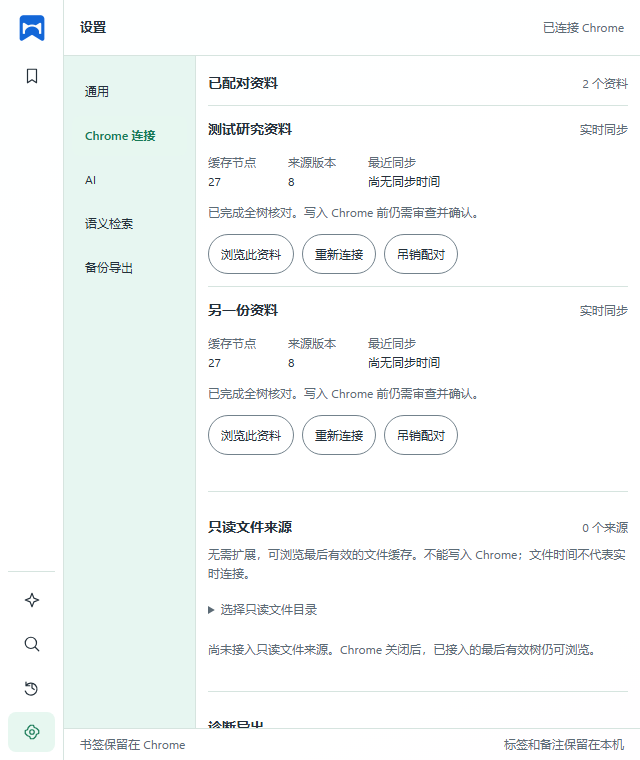 设置
已连接 Chrome
通用
Chrome 连接
AI
语义检索
备份导出
已配对资料
2 个资料
测试研究资料
实时同步
缓存节点 来源版本 最近同步
27 8 尚无同步时间
已完成全树核对。写入 Chrome 前仍需审查并确认。
浏览此资料 重新连接 吊销配对
另一份资料
实时同步
缓存节点 来源版本 最近同步
27 8 尚无同步时间
已完成全树核对。写入 Chrome 前仍需审查并确认。
浏览此资料 重新连接 吊销配对
只读文件来源
0 个来源
无需扩展，可浏览最后有效的文件缓存。不能写入 Chrome；文件时间不代表实
时连接。
选择只读文件目录
尚未接入只读文件来源。Chrome 关闭后，已接入的最后有效树仍可浏览。
诊断导出
书签保留在 Chrome
标签和备注保留在本机